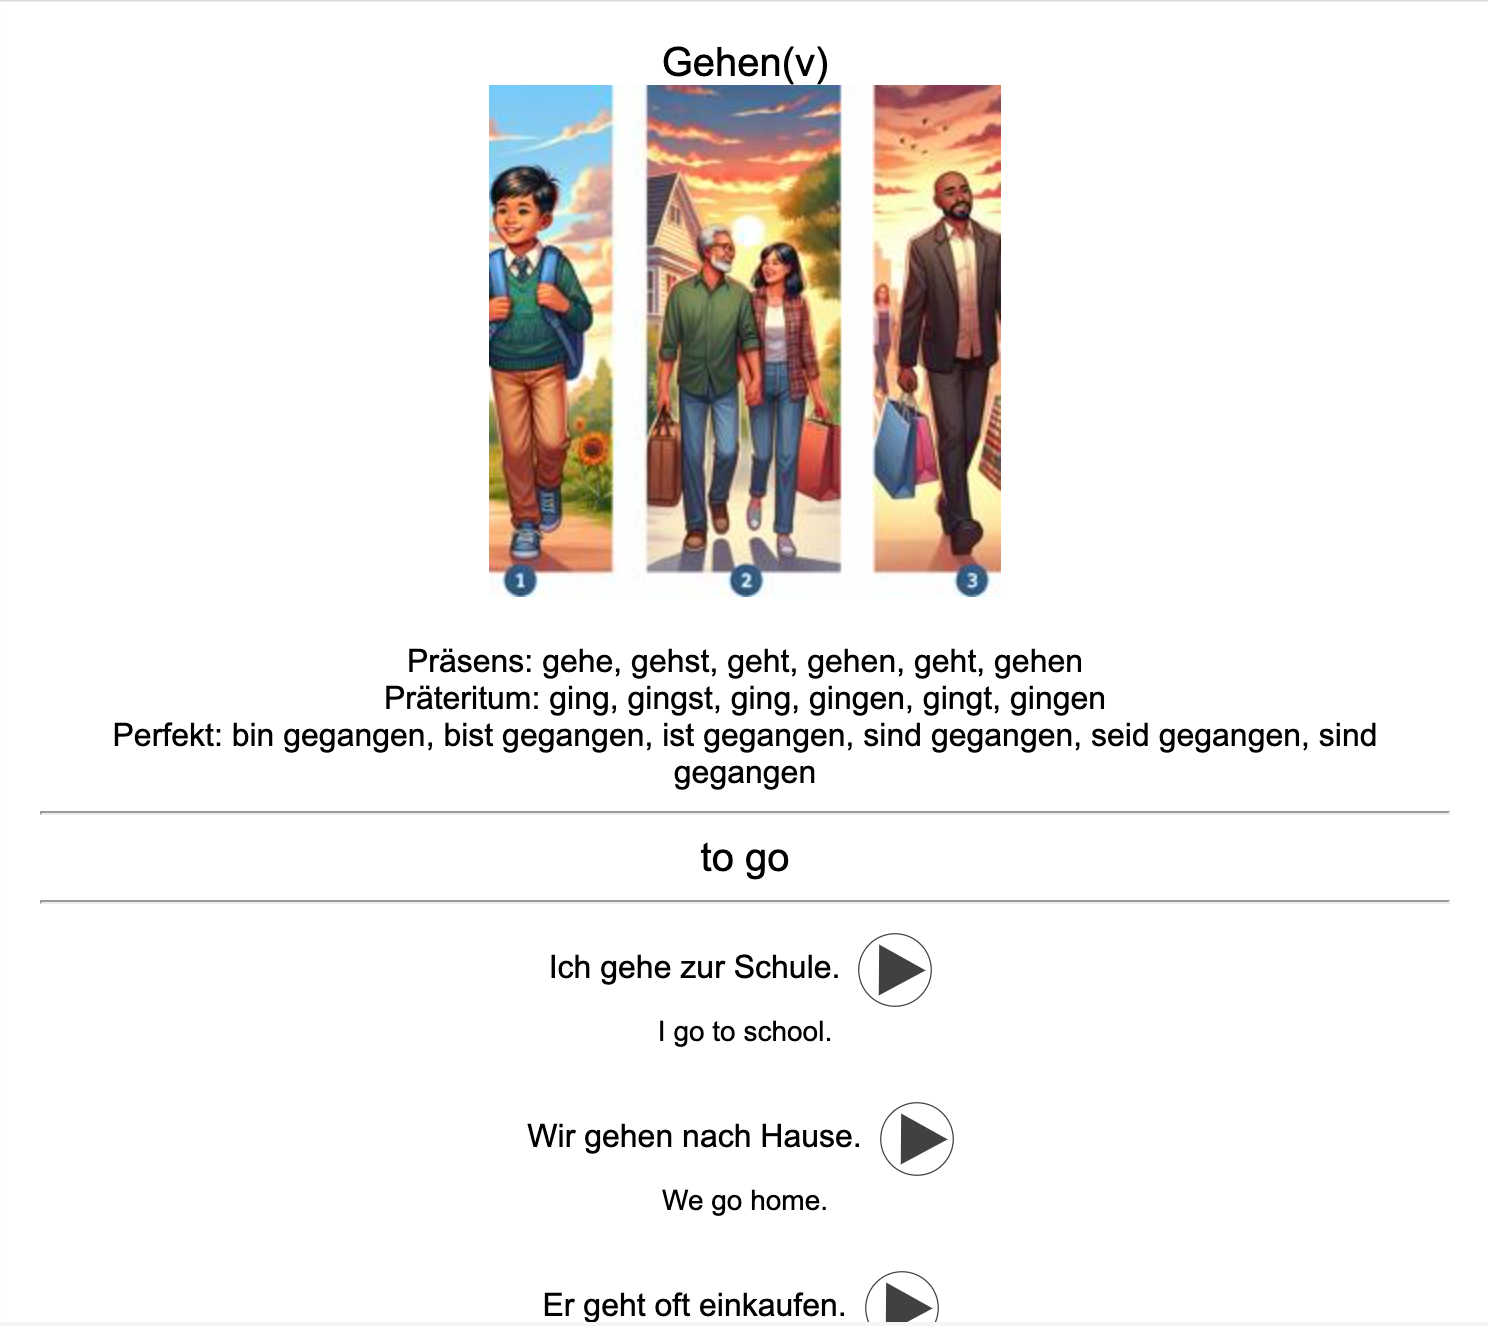 Gehen(v)
1
2
3
Präsens: gehe, gehst, geht, gehen, geht, gehen
Präteritum: ging, gingst, ging, gingen, gingt, gingen
Perfekt: bin gegangen, bist gegangen, ist gegangen, sind gegangen, seid gegangen, sind
gegangen
to go
Ich gehe zur Schule.
I go to school.
Wir gehen nach Hause.
We go home.
Er geht oft einkaufen.